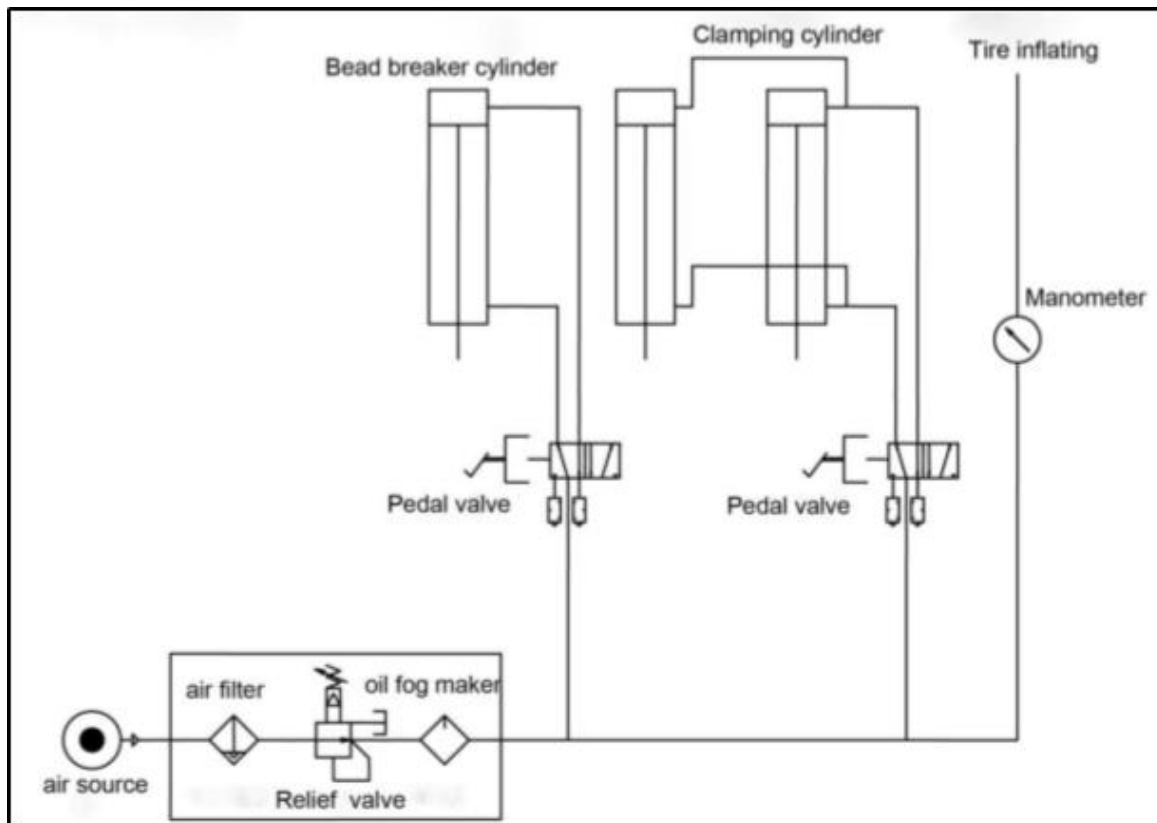 Clamping cylinder
Tire inflating
Bead breaker cylinder
Manometer
Pedal valve
Pedal valve
air filter
oil fog maker
air source
Relief valve